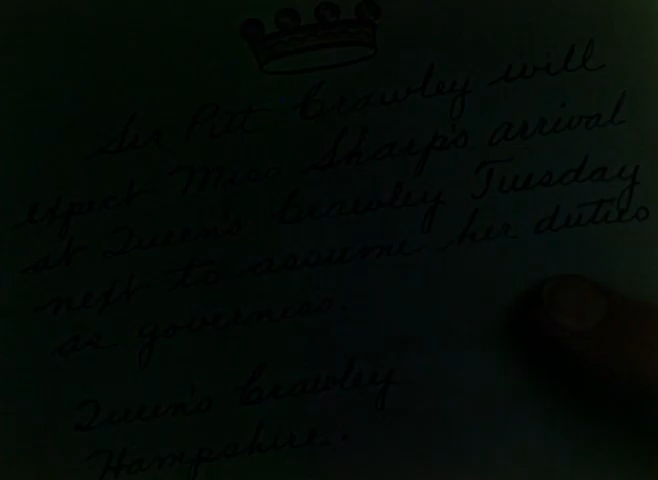 Sir Pitt Crawley will
expect Miss Sharp's arrival
at Queen's Crawley Tuesday
next to assume her duties
as governess.
Queen's Crawley
Hampshire.